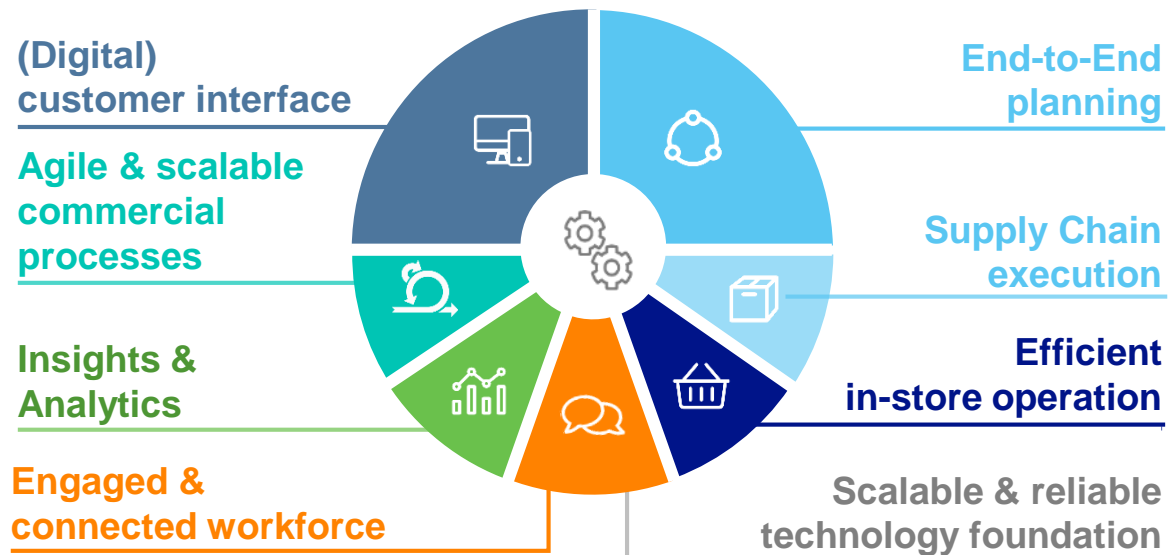 (Digital)
customer interface
Agile & scalable
commercial
processes
Insights &
Analytics
Engaged &
connected workforce
End-to-End
planning
Supply Chain
execution
Efficient
in-store operation
Scalable & reliable
technology foundation